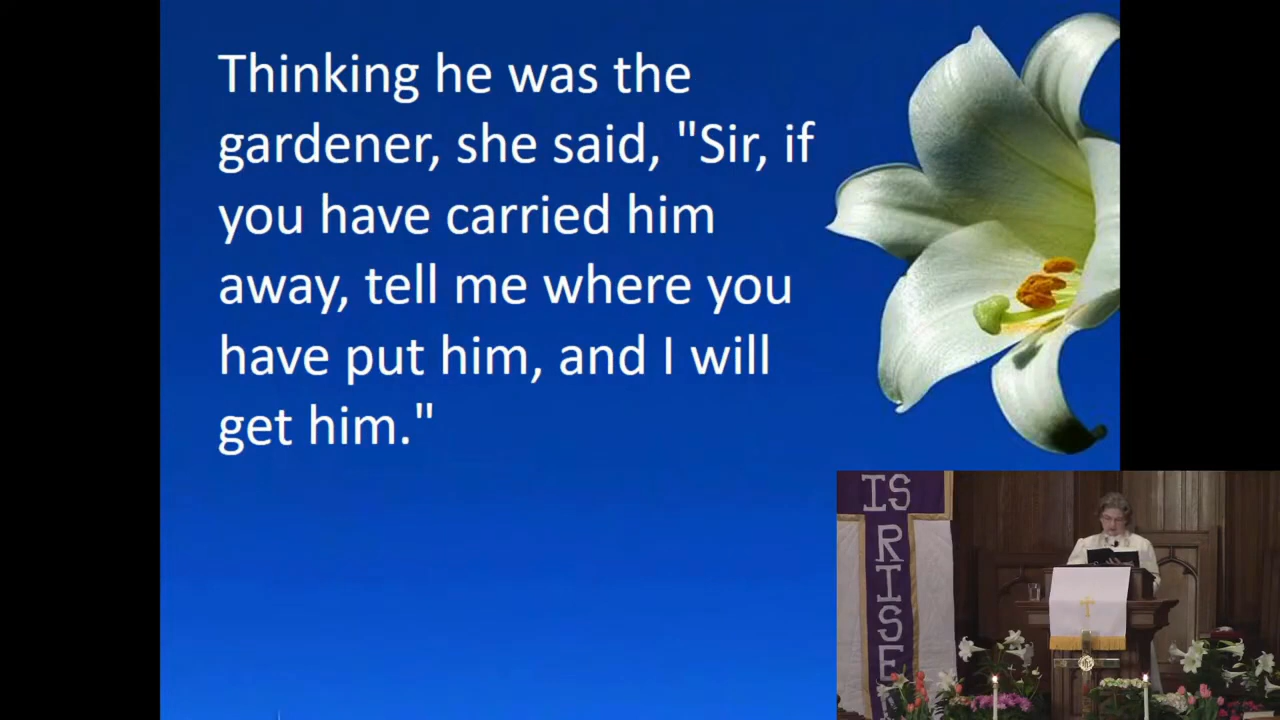 Thinking he was the
gardener, she said, "Sir, if
you have carried him
away, tell me where you
have put him, and I will
get him."
IS
RISE